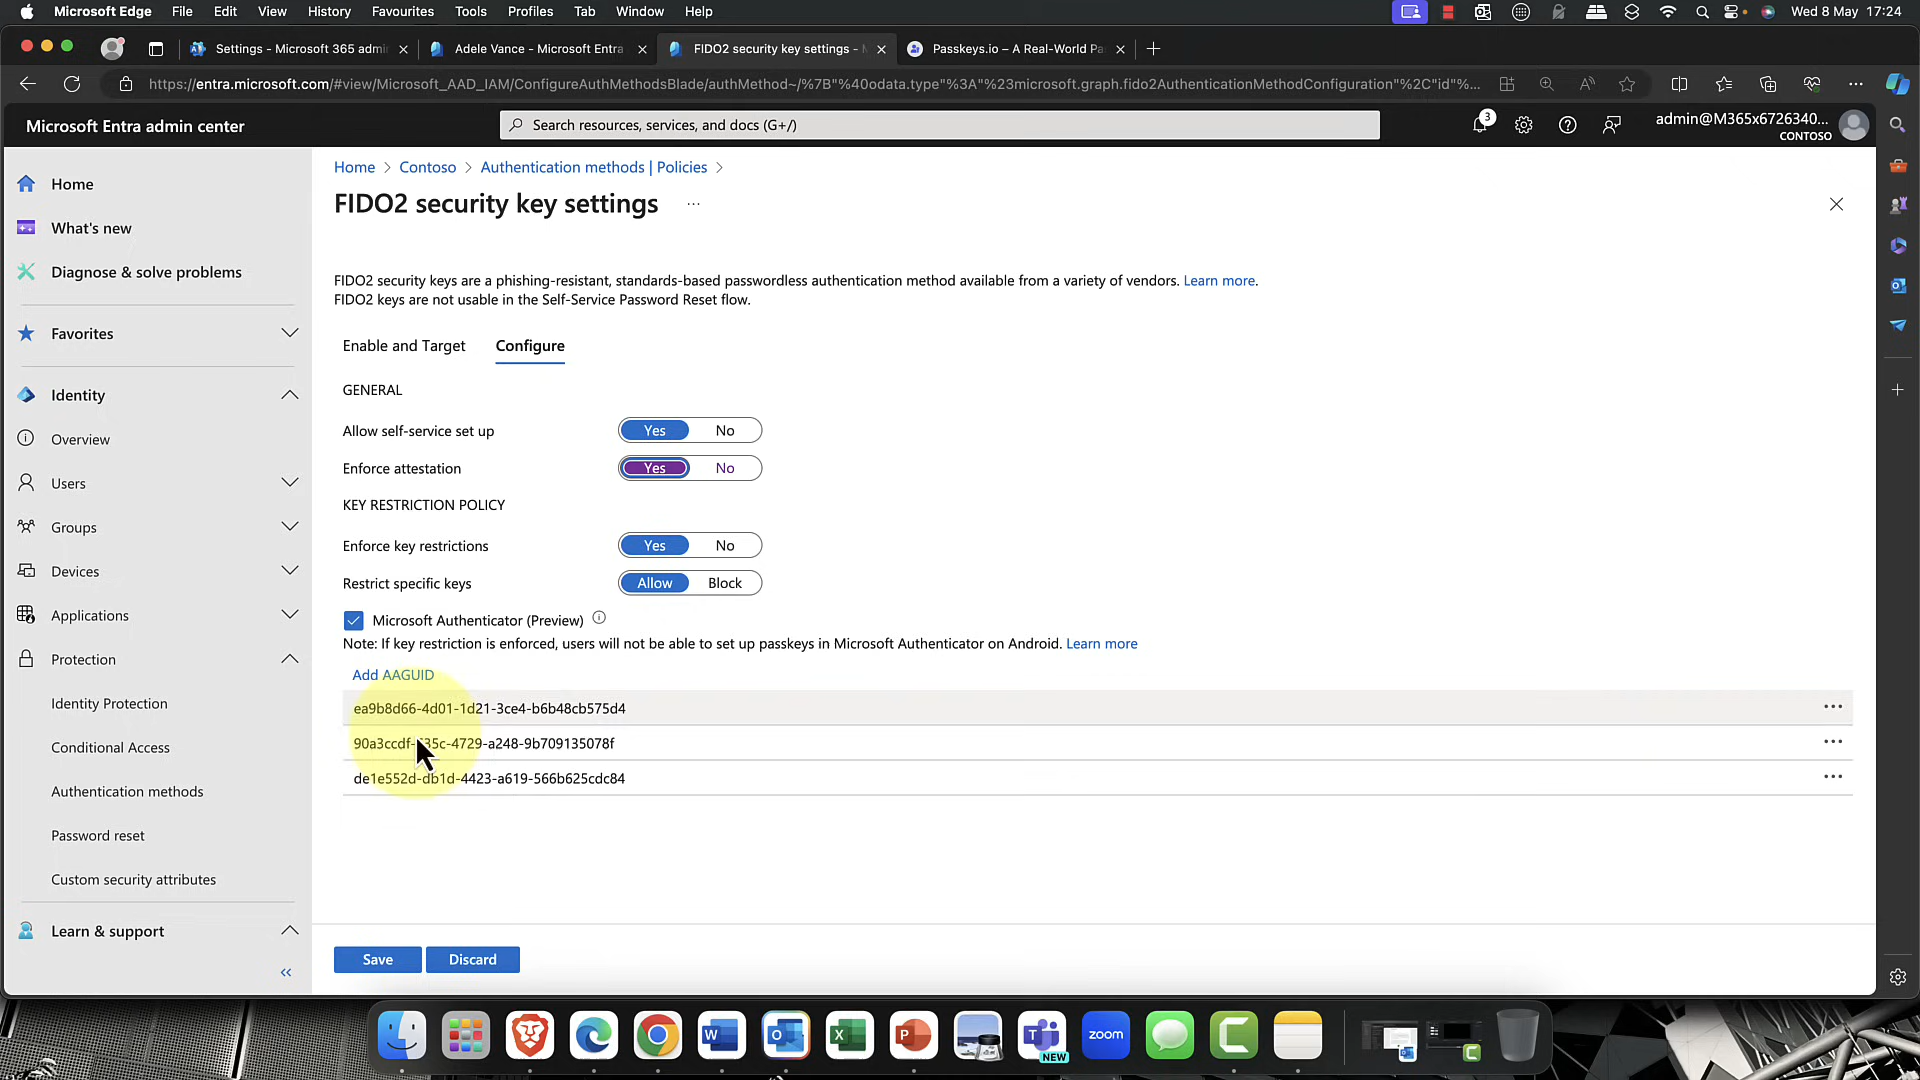 Microsoft Edge File Edit View History Favourites Tools Profiles Tab Window Help Wed 8 May 17:24
Settings - Microsoft 365 admi
Adele Vance - Microsoft Entra
FIDO2 security key settings - M
Passkeys.io – A Real-World Pa
https://entra.microsoft.com/#view/Microsoft_AAD_IAM/ConfigureAuthMethodsBlade/authMethod~/%7B"%40odata.type"%3A"%23microsoft.graph.fido2AuthenticationMethodConfiguration"%2C"id"%...
Microsoft Entra admin center
Search resources, services, and docs (G+/)
3
admin@M365x6726340...
CONTOSO
Home
What's new
Diagnose & solve problems
Favorites
Identity
Overview
Users
Groups
Devices
Applications
Protection
Identity Protection
Conditional Access
Authentication methods
Password reset
Custom security attributes
Learn & support
Home > Contoso > Authentication methods | Policies >
FIDO2 security key settings ...
FIDO2 security keys are a phishing-resistant, standards-based passwordless authentication method available from a variety of vendors. Learn more.
FIDO2 keys are not usable in the Self-Service Password Reset flow.
Enable and Target Configure
GENERAL
Allow self-service set up Yes No
Enforce attestation Yes No
KEY RESTRICTION POLICY
Enforce key restrictions Yes No
Restrict specific keys Allow Block
Microsoft Authenticator (Preview)
Note: If key restriction is enforced, users will not be able to set up passkeys in Microsoft Authenticator on Android. Learn more
Add AAGUID
ea9b8d66-4d01-1d21-3ce4-b6b48cb575d4
90a3ccdf- 35c-4729-a248-9b709135078f
de1e552d-db1d-4423-a619-566b625cdc84
Save Discard
NEW
zoom